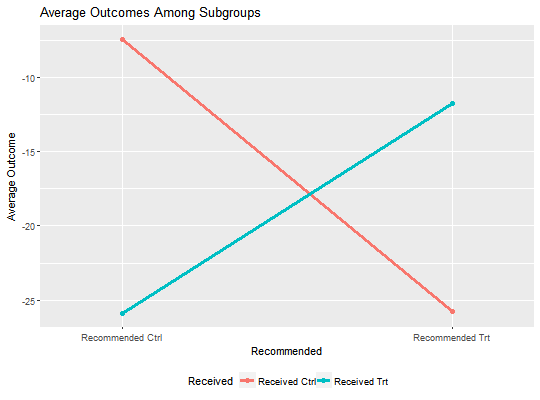 Average Outcomes Among Subgroups
Average Outcome
-10
-15
-20
-25
Recommended Ctrl
Recommended Trt
Recommended
Received
Received Ctrl
Received Trt